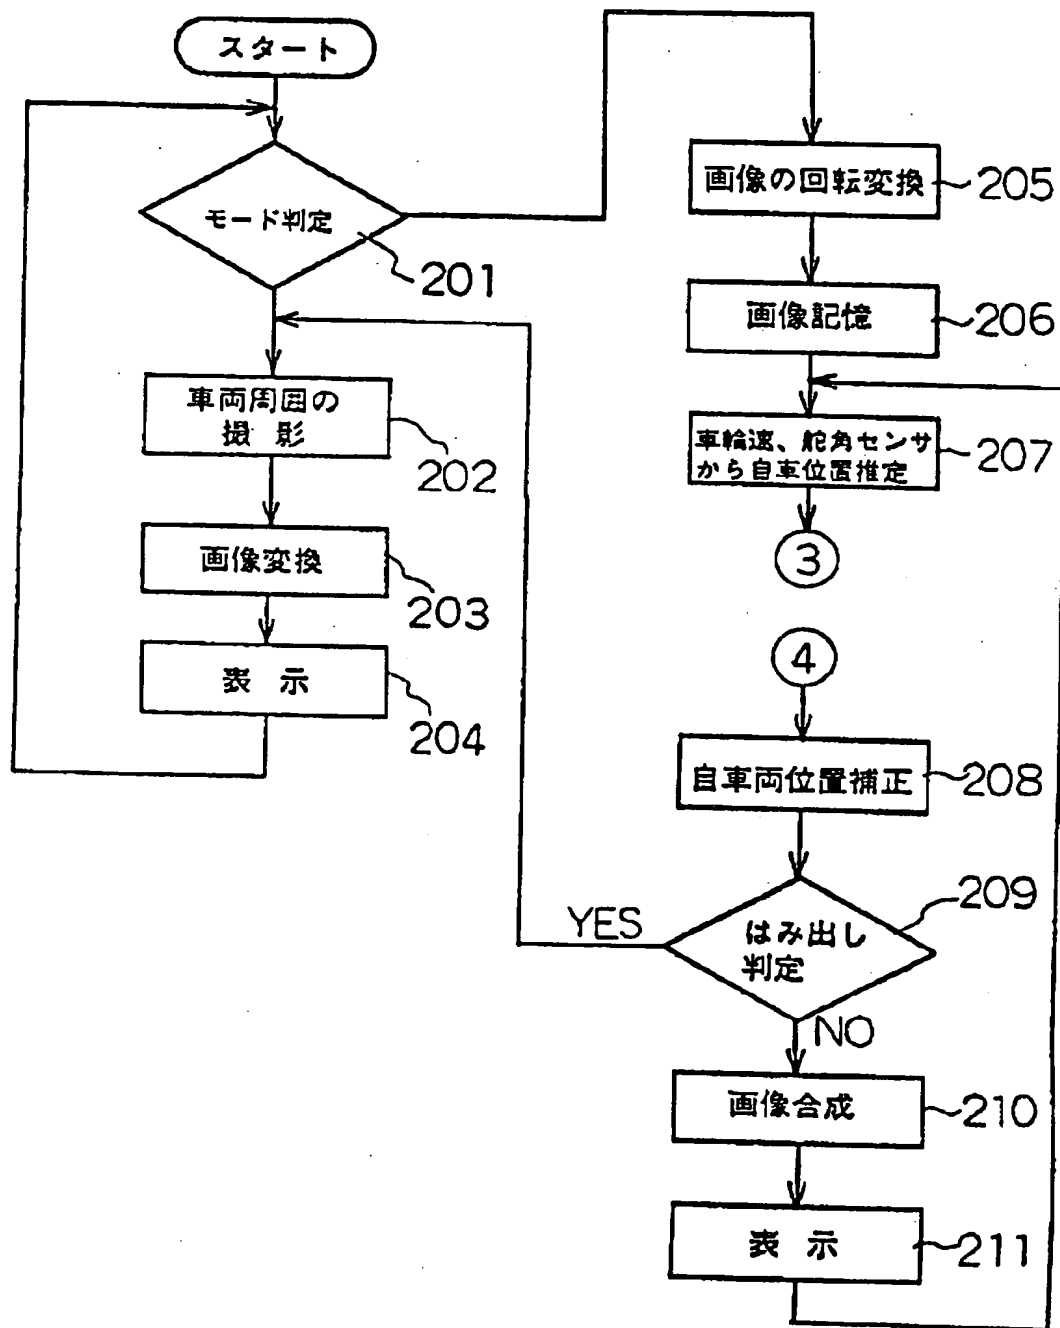 スタート
モード判定
201
車両周囲の
撮影
202
画像変換
203
表示
204
画像の回転変換
205
画像記憶
206
車輪速、舵角センサ
から自車位置推定
207
3
4
自車両位置補正
208
はみ出し
判定
209
YES
NO
画像合成
210
表示
211